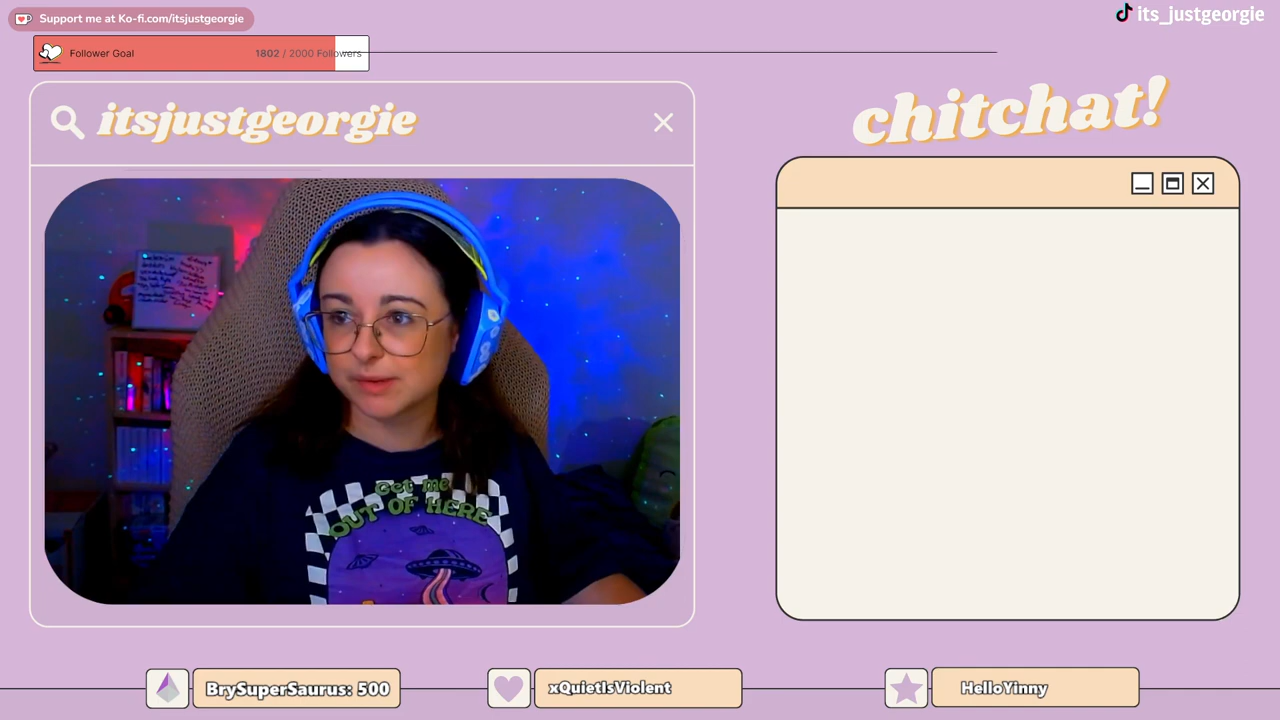 Support me at Ko-fi.com/itsjustgeorgie
its_justgeorgie
Follower Goal
1802 / 2000 Followers
itsjustgeorgie
chitchat!
Get me
OUT OF HERE
BrySuperSaurus: 500
xQuietIsViolent
HelloVinny